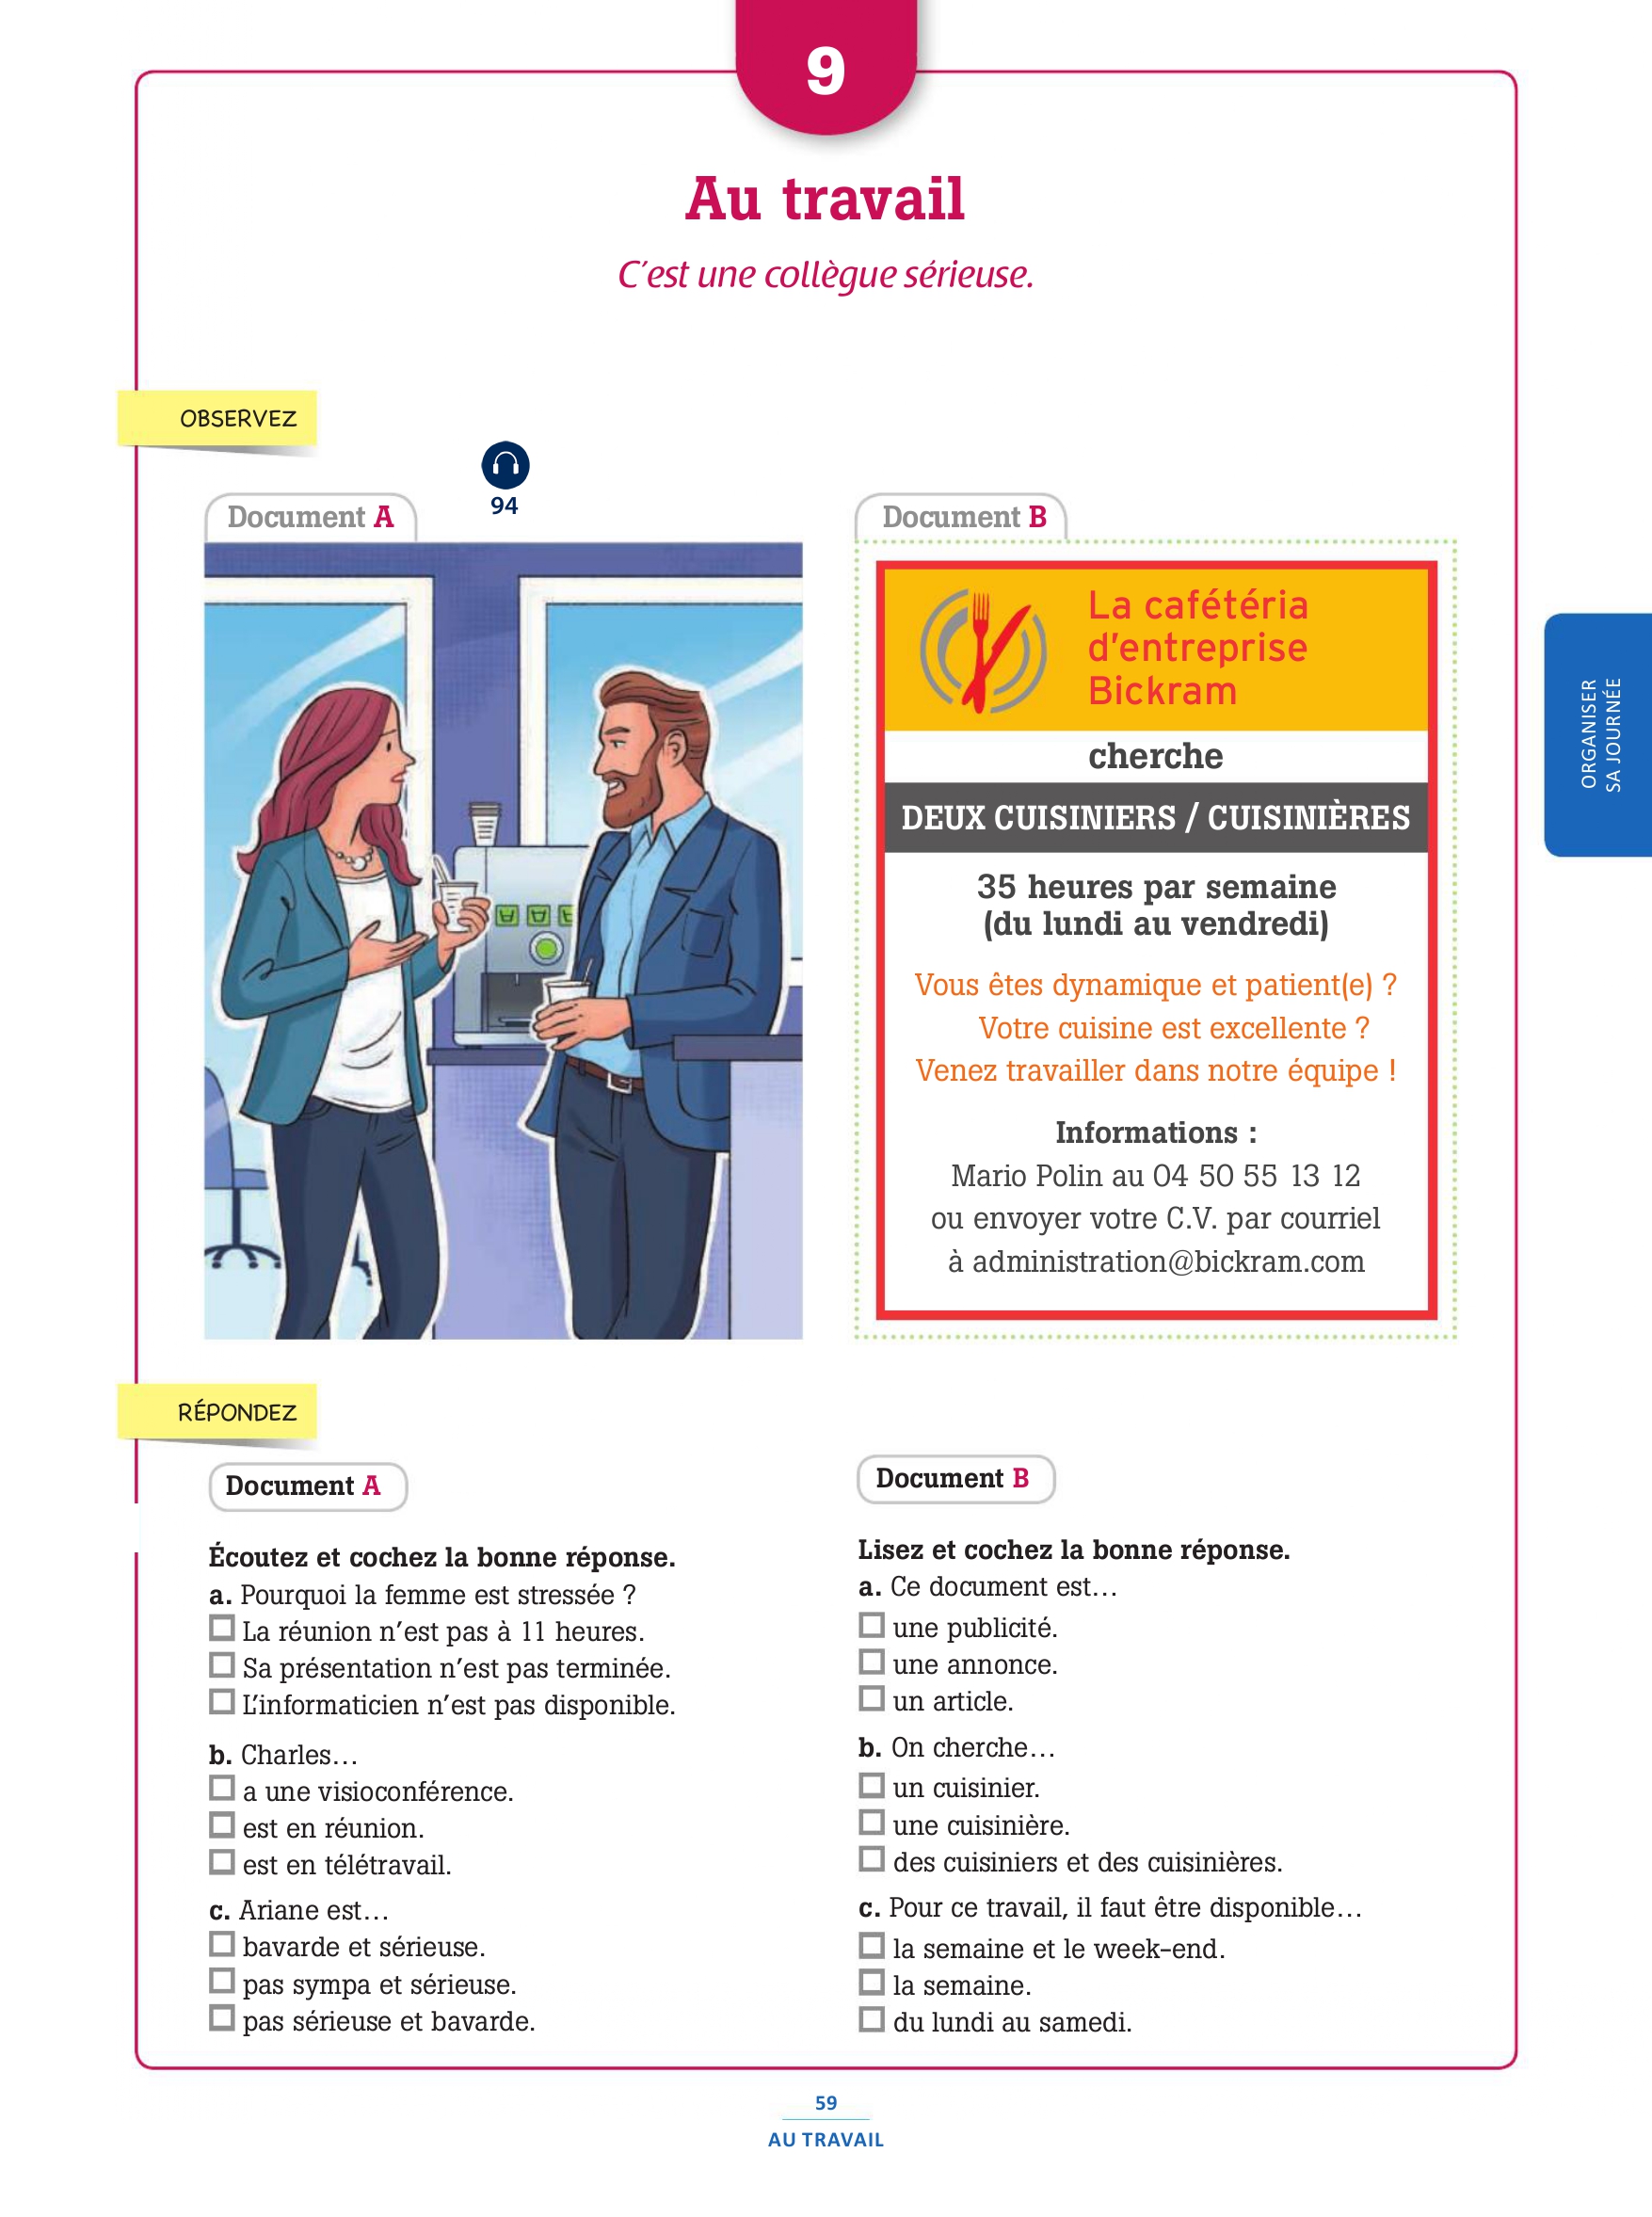 9
Au travail
C'est une collègue sérieuse.
OBSERVEZ
94
Document A
Document B
La cafétéria
d'entreprise
Bickram
cherche
DEUX CUISINIERS / CUISINIÈRES
35 heures par semaine
(du lundi au vendredi)
Vous êtes dynamique et patient(e) ?
Votre cuisine est excellente ?
Venez travailler dans notre équipe !
Informations :
Mario Polin au 04 50 55 13 12
ou envoyer votre C.V. par courriel
à administration@bickram.com
ORGANISER
SA JOURNÉE
RÉPONDEZ
Document A
Écoutez et cochez la bonne réponse.
a. Pourquoi la femme est stressée ?
La réunion n'est pas à 11 heures.
Sa présentation n'est pas terminée.
L'informaticien n'est pas disponible.
b. Charles...
a une visioconférence.
est en réunion.
est en télétravail.
c. Ariane est...
bavarde et sérieuse.
pas sympa et sérieuse.
pas sérieuse et bavarde.
Document B
Lisez et cochez la bonne réponse.
a. Ce document est...
une publicité.
une annonce.
un article.
b. On cherche...
un cuisinier.
une cuisinière.
des cuisiniers et des cuisinières.
c. Pour ce travail, il faut être disponible...
la semaine et le week-end.
la semaine.
du lundi au samedi.
59
AU TRAVAIL